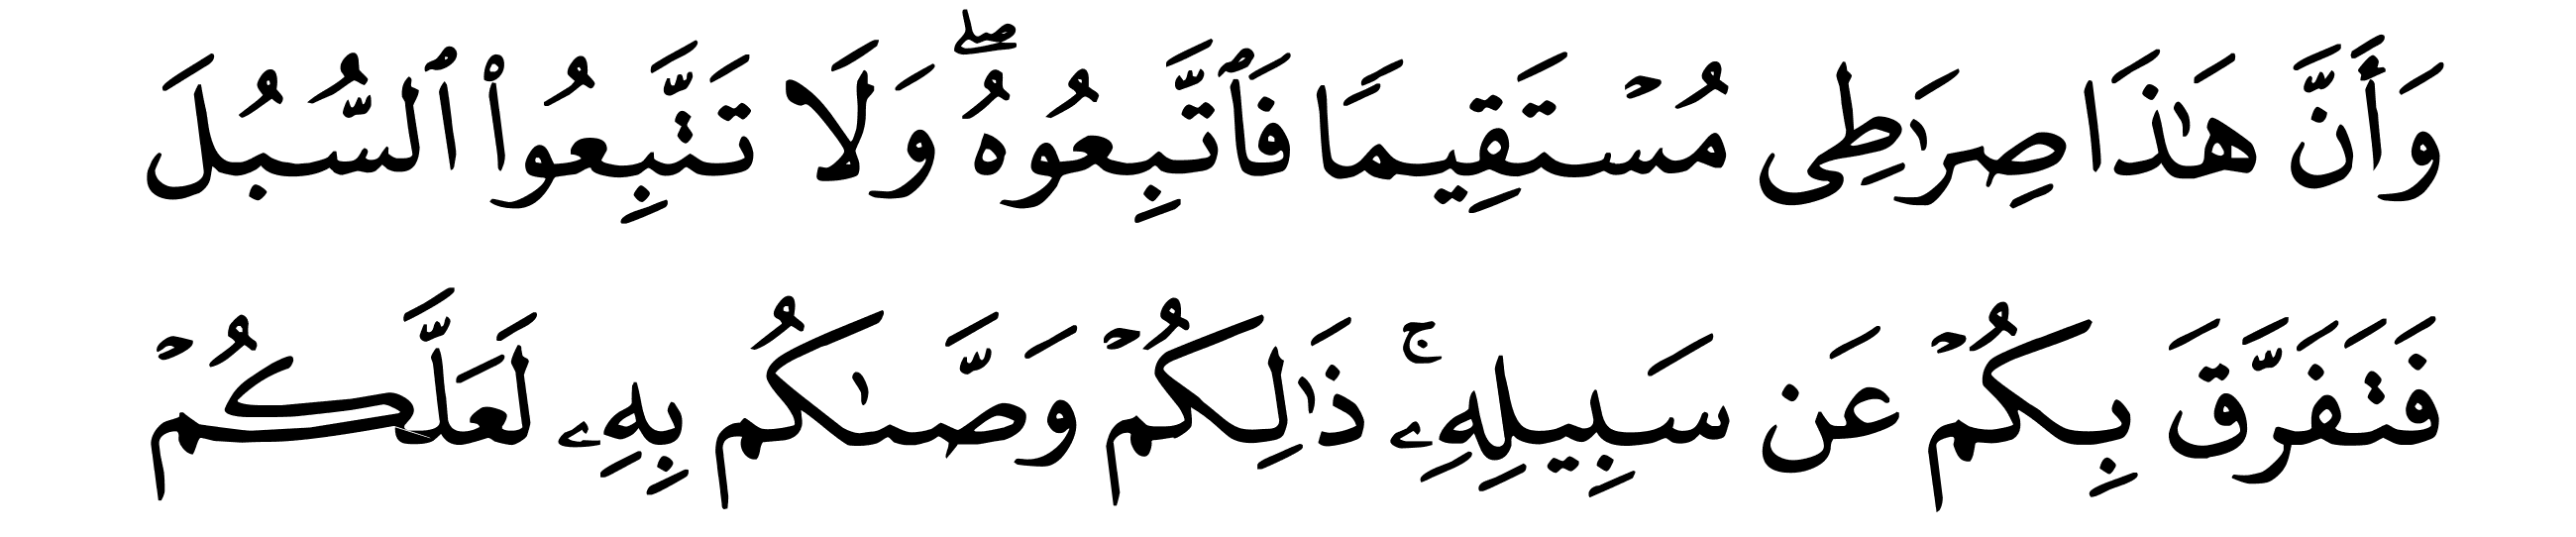 وَأَنَّ هَٰذَا صِرَٰطِى مُسْتَقِيمًا فَٱتَّبِعُوهُ ۖ وَلَا تَتَّبِعُوا۟ ٱلسُّبُلَ
فَتَفَرَّقَ بِكُمْ عَن سَبِيلِهِۦ ۚ ذَٰلِكُمْ وَصَّىٰكُم بِهِۦ لَعَلَّكُمْ